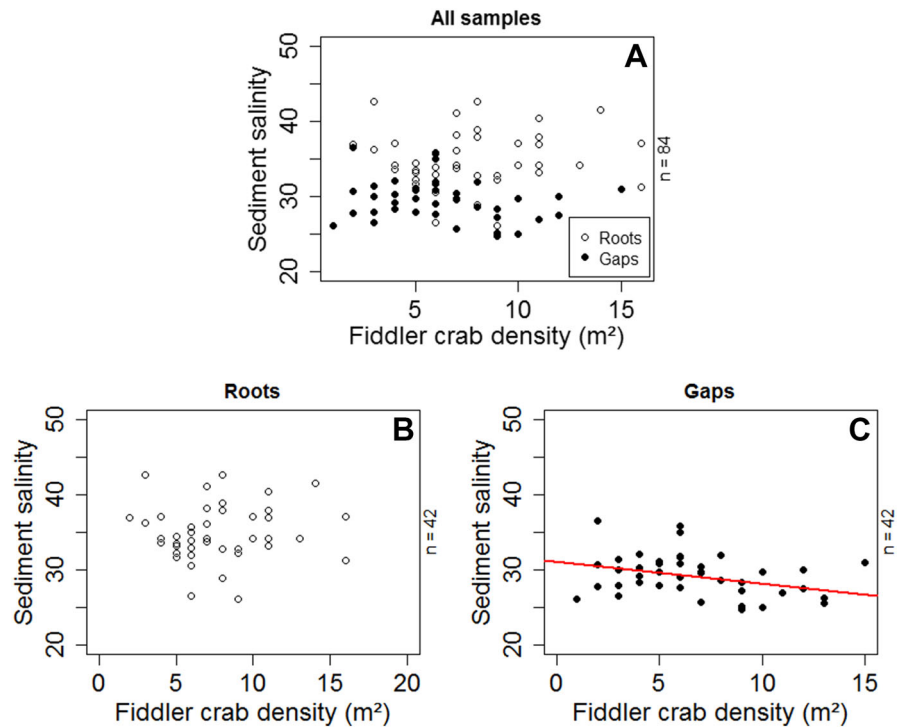 All samples
A
50
40
30
20
Sediment salinity
n = 84
Roots
Gaps
5
10
15
Fiddler crab density (m²)
Roots
B
50
40
30
20
Sediment salinity
n = 42
0
5
10
15
20
Fiddler crab density (m²)
Gaps
C
50
40
30
20
Sediment salinity
n = 42
0
5
10
15
Fiddler crab density (m²)